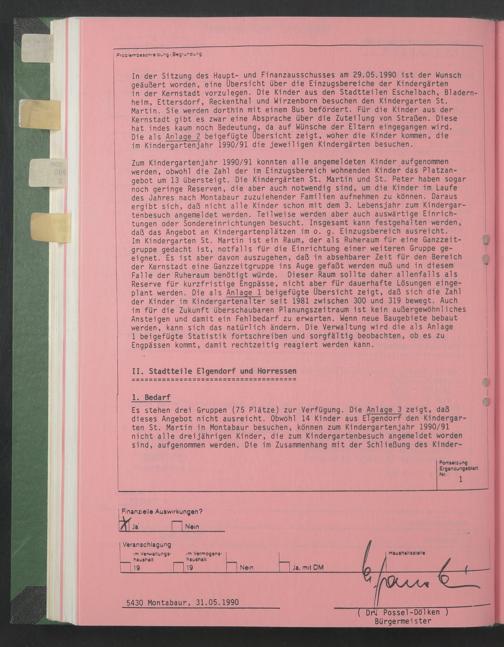 Problembeschreibung/Begründung
In der Sitzung des Haupt- und Finanzausschusses am 29.05.1990 ist der Wunsch
geäußert worden, eine Übersicht über die Einzugsbereiche der Kindergärten
in der Kernstadt vorzulegen. Die Kinder aus den Stadtteilen Eschelbach, Bladern-
heim, Ettersdorf, Reckenthal und Wirzenborn besuchen den Kindergarten St.
Martin. Sie werden dorthin mit einem Bus befördert. Für die Kinder aus der
Kernstadt gibt es zwar eine Absprache über die Zuteilung von Straßen. Diese
hat indes kaum noch Bedeutung, da auf Wünsche der Eltern eingegangen wird.
Die als Anlage 2 beigefügte Übersicht zeigt, woher die Kinder kommen, die
im Kindergartenjahr 1990/91 die jeweiligen Kindergärten besuchen.
Zum Kindergartenjahr 1990/91 konnten alle angemeldeten Kinder aufgenommen
werden, obwohl die Zahl der im Einzugsbereich wohnenden Kinder das Platzan-
gebot um 13 übersteigt. Die Kindergärten St. Martin und St. Peter haben sogar
noch geringe Reserven, die aber auch notwendig sind, um die Kinder im Laufe
des Jahres nach Montabaur zuziehender Familien aufnehmen zu können. Daraus
ergibt sich, daß nicht alle Kinder schon mit dem 3. Lebensjahr zum Kindergar-
tenbesuch angemeldet werden. Teilweise werden aber auch auswärtige Einrich-
tungen oder Sondereinrichtungen besucht. Insgesamt kann festgehalten werden,
daß das Angebot an Kindergartenplätzen im o. g. Einzugsbereich ausreicht.
Im Kindergarten St. Martin ist ein Raum, der als Ruheraum für eine Ganzzeit-
gruppe gedacht ist, notfalls für die Einrichtung einer weiteren Gruppe ge-
eignet. Es ist aber davon auszugehen, daß in absehbarer Zeit für den Bereich
der Kernstadt eine Ganzzeitgruppe ins Auge gefaßt werden muß und in diesem
Falle der Ruheraum benötigt würde. Dieser Raum sollte daher allenfalls als
Reserve für kurzfristige Engpässe, nicht aber für dauerhafte Lösungen einge-
plant werden. Die als Anlage 1 beigefügte Übersicht zeigt, daß sich die Zahl
der Kinder im Kindergartenalter seit 1981 zwischen 300 und 319 bewegt. Auch
im für die Zukunft überschaubaren Planungszeitraum ist kein außergewöhnliches
Ansteigen und damit ein Fehlbedarf zu erwarten. Wenn neue Baugebiete bebaut
werden, kann sich das natürlich ändern. Die Verwaltung wird die als Anlage
1 beigefügte Statistik fortschreiben und sorgfältig beobachten, ob es zu
Engpässen kommt, damit rechtzeitig reagiert werden kann.
II. Stadtteile Elgendorf und Horressen
======================================
1. Bedarf
Es stehen drei Gruppen (75 Plätze) zur Verfügung. Die Anlage 3 zeigt, daß
dieses Angebot nicht ausreicht. Obwohl 14 Kinder aus Elgendorf den Kindergar-
ten St. Martin in Montabaur besuchen, können zum Kindergartenjahr 1990/91
nicht alle dreijährigen Kinder, die zum Kindergartenbesuch angemeldet worden
sind, aufgenommen werden. Die im Zusammenhang mit der Schließung des Kinder-
Fortsetzung
Ergänzungsblatt
Nr. 1
Finanzielle Auswirkungen?
X Ja Nein
Veranschlagung
im Verwaltungs- im Vermögens- Haushaltsstelle
haushalt haushalt
19 19 Nein Ja, mit DM
5430 Montabaur, 31.05.1990
( Dr. Possel-Dölken )
Bürgermeister